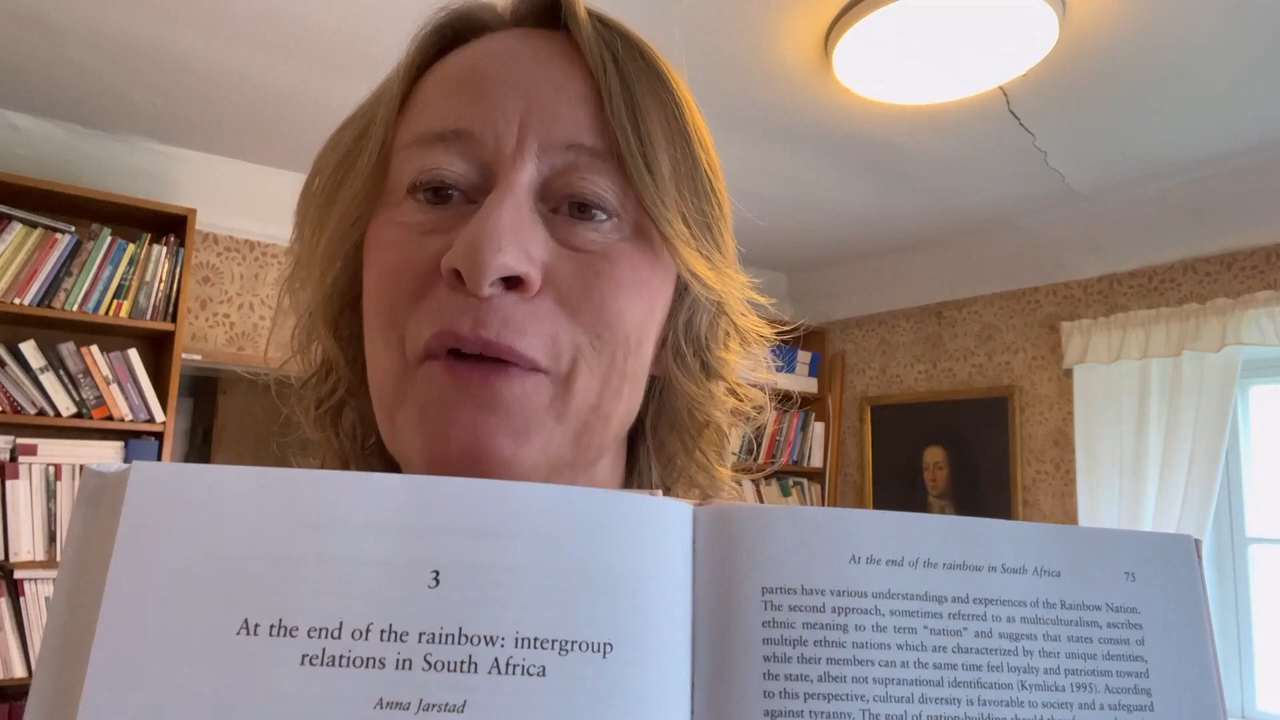 3
At the end of the rainbow: intergroup
relations in South Africa
Anna Jarstad
At the end of the rainbow in South Africa 75
parties have various understandings and experiences of the Rainbow Nation.
The second approach, sometimes referred to as multiculturalism, ascribes
ethnic meaning to the term "nation" and suggests that states consist of
multiple ethnic nations which are characterized by their unique identities,
while their members can at the same time feel loyalty and patriotism toward
the state, albeit not supranational identification (Kymlicka 1995). According
to this perspective, cultural diversity is favorable to society and a safeguard
against tyranny. The goal of nation-building should